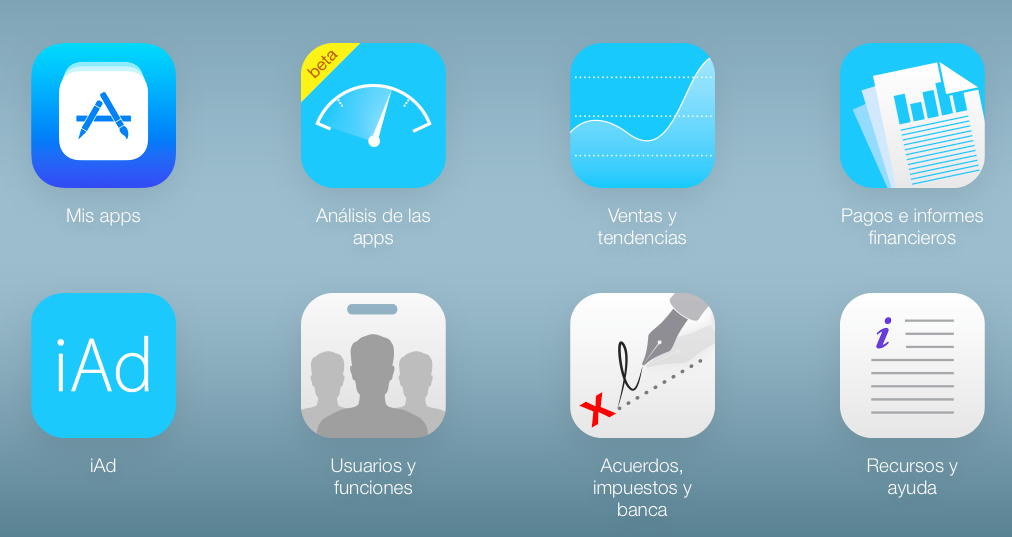 beta
Mis apps
Análisis de las
apps
Ventas y
tendencias
Pagos e informes
financieros
iAd
iAd
Usuarios y
funciones
Acuerdos,
impuestos y
banca
Recursos y
ayuda